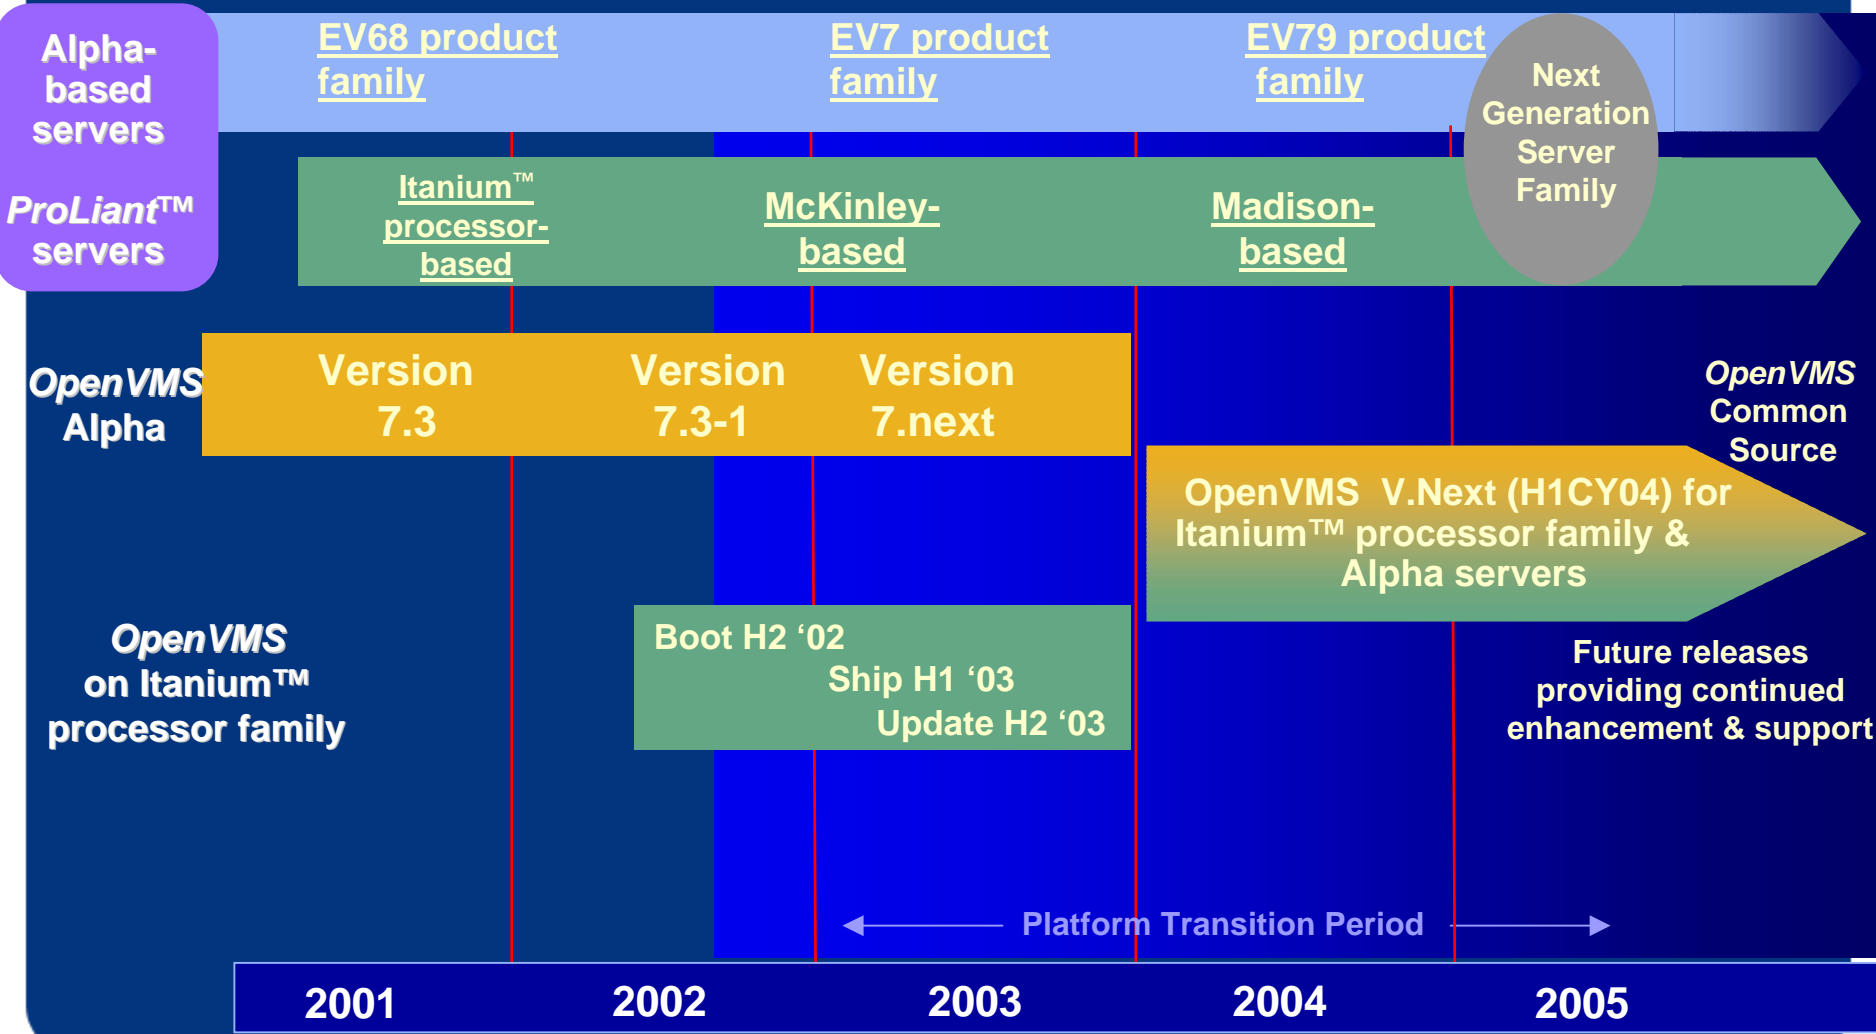 Alpha-
based
servers
ProLiant™
servers
EV68 product
family
EV7 product
family
EV79 product
family
Next
Generation
Server
Family
Itanium™
processor-
based
McKinley-
based
Madison-
based
OpenVMS
Alpha
Version
7.3
Version
7.3-1
Version
7.next
OpenVMS
Common
Source
OpenVMS V.Next (H1CY04) for
Itanium™ processor family &
Alpha servers
OpenVMS
on Itanium™
processor family
Boot H2 ‘02
Ship H1 ‘03
Update H2 ‘03
Future releases
providing continued
enhancement & support
Platform Transition Period
2001 2002 2003 2004 2005